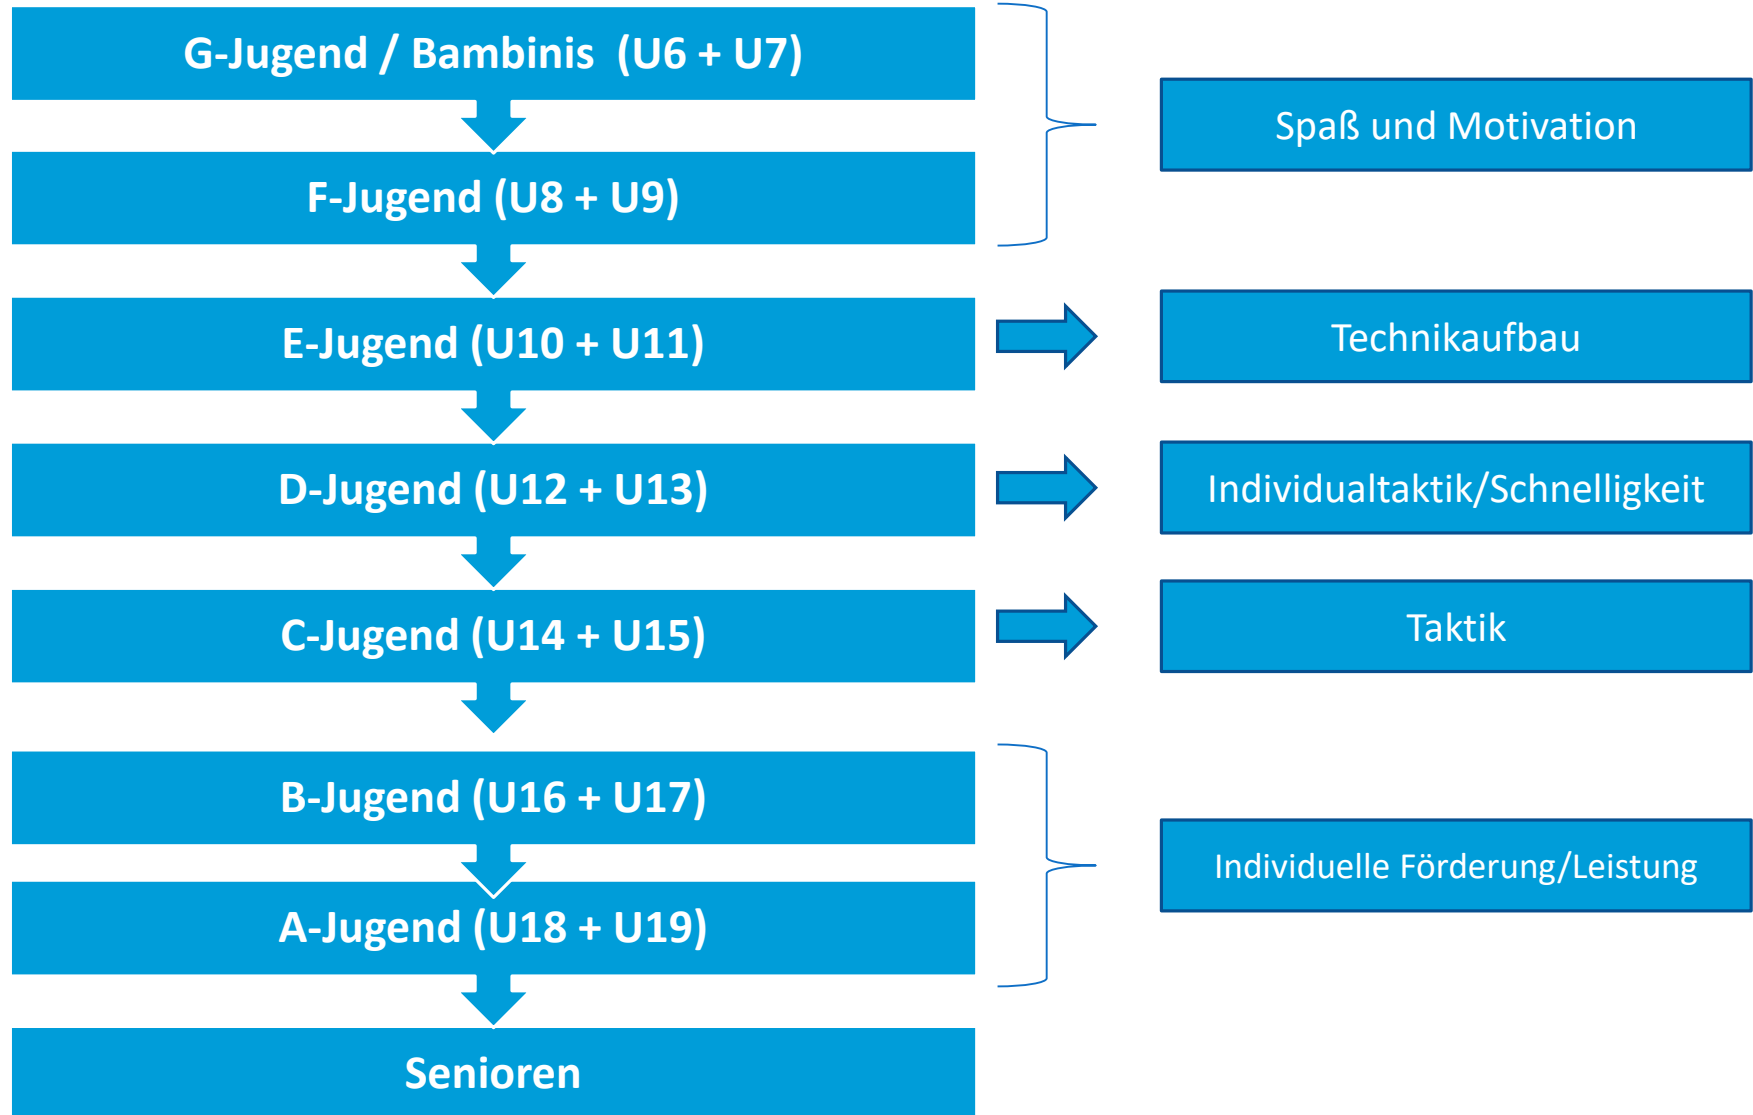 G-Jugend / Bambinis (U6 + U7)
Spaß und Motivation
F-Jugend (U8 + U9)
E-Jugend (U10 + U11)
Technikaufbau
D-Jugend (U12 + U13)
Individualtaktik/Schnelligkeit
C-Jugend (U14 + U15)
Taktik
B-Jugend (U16 + U17)
Individuelle Förderung/Leistung
A-Jugend (U18 + U19)
Senioren